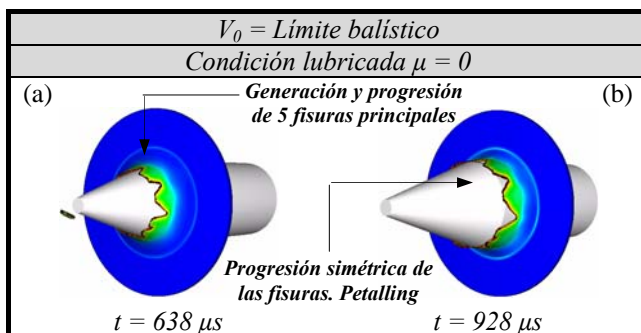 V₀ = Límite balístico
Condición lubricada μ = 0
(a)
Generación y progresión
de 5 fisuras principales
(b)
Progresión simétrica de
las fisuras. Petalling
t = 638 μs
t = 928 μs